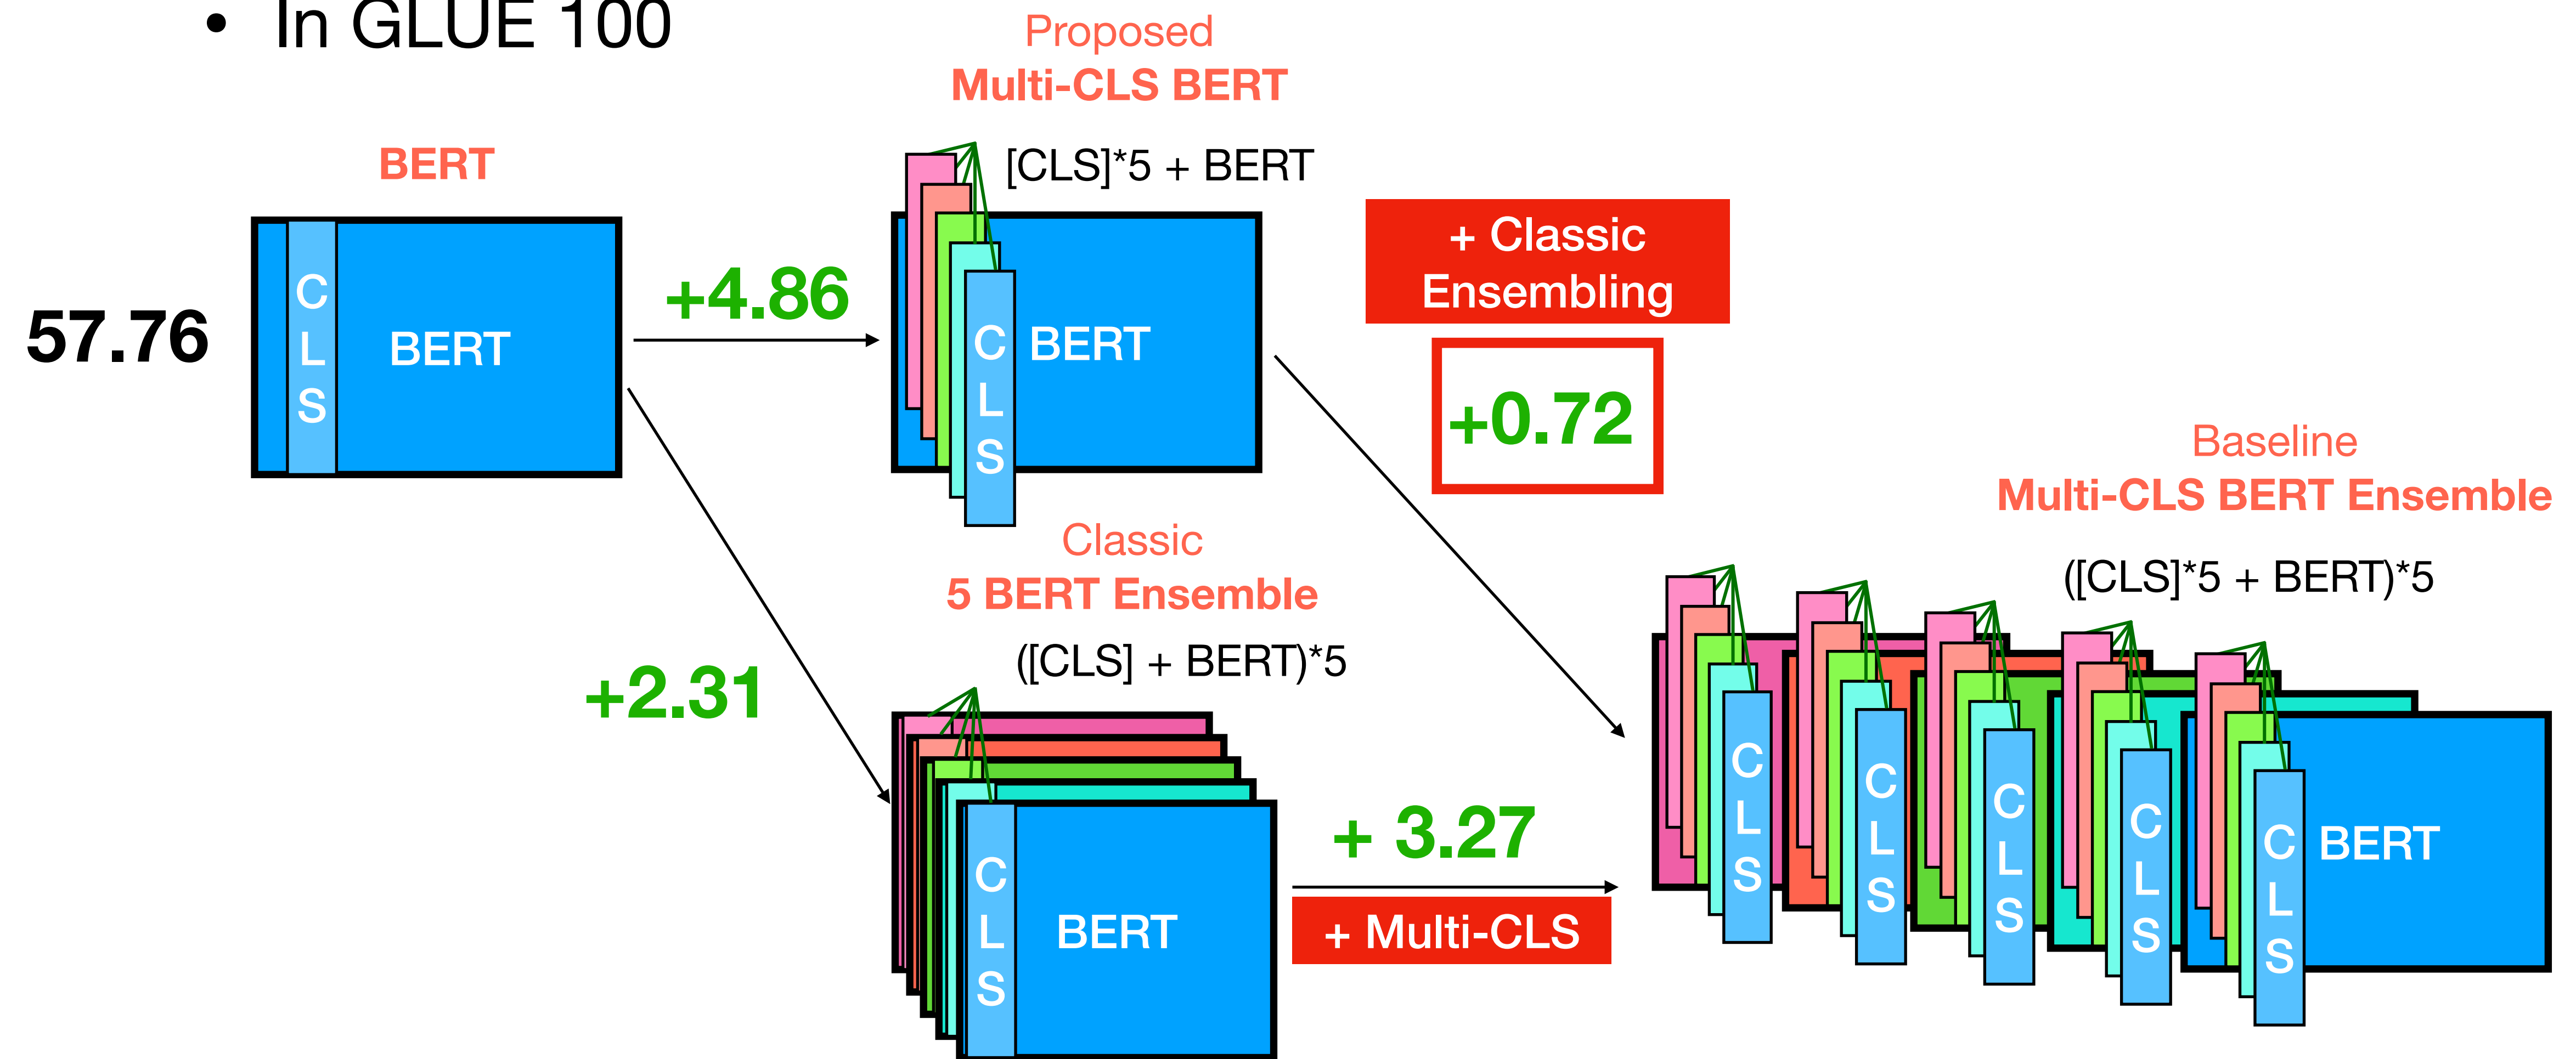 • In GLUE 100
Proposed
Multi-CLS BERT
[CLS]*5 + BERT
BERT
57.76
C
L
S
BERT
+4.86
C
L
S
BERT
+ Classic
Ensembling
+0.72
Classic
5 BERT Ensemble
([CLS] + BERT)*5
+2.31
C
L
S
BERT
+ 3.27
+ Multi-CLS
Baseline
Multi-CLS BERT Ensemble
([CLS]*5 + BERT)*5
C
L
S
C
L
S
C
L
S
C
L
S
C
L
S
BERT